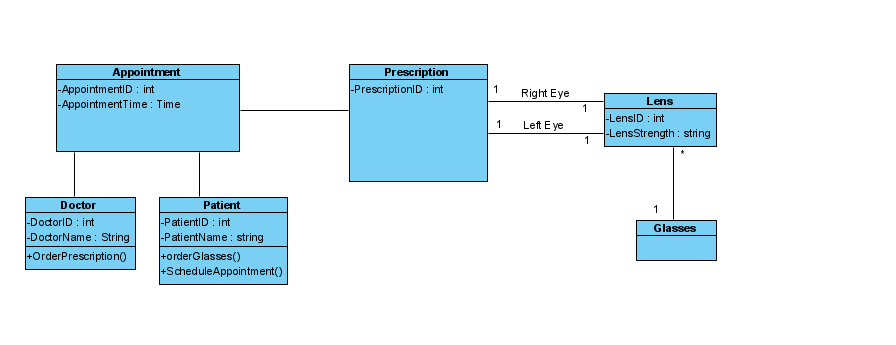 Appointment
-AppointmentID : int
-AppointmentTime : Time
Prescription
-PrescriptionID : int
1
Right Eye
1
1
Left Eye
1
Lens
-LensID : int
-LensStrength : string
*
1
Glasses
Doctor
-DoctorID : int
-DoctorName : String
+OrderPrescription()
Patient
-PatientID : int
-PatientName : string
+orderGlasses()
+ScheduleAppointment()